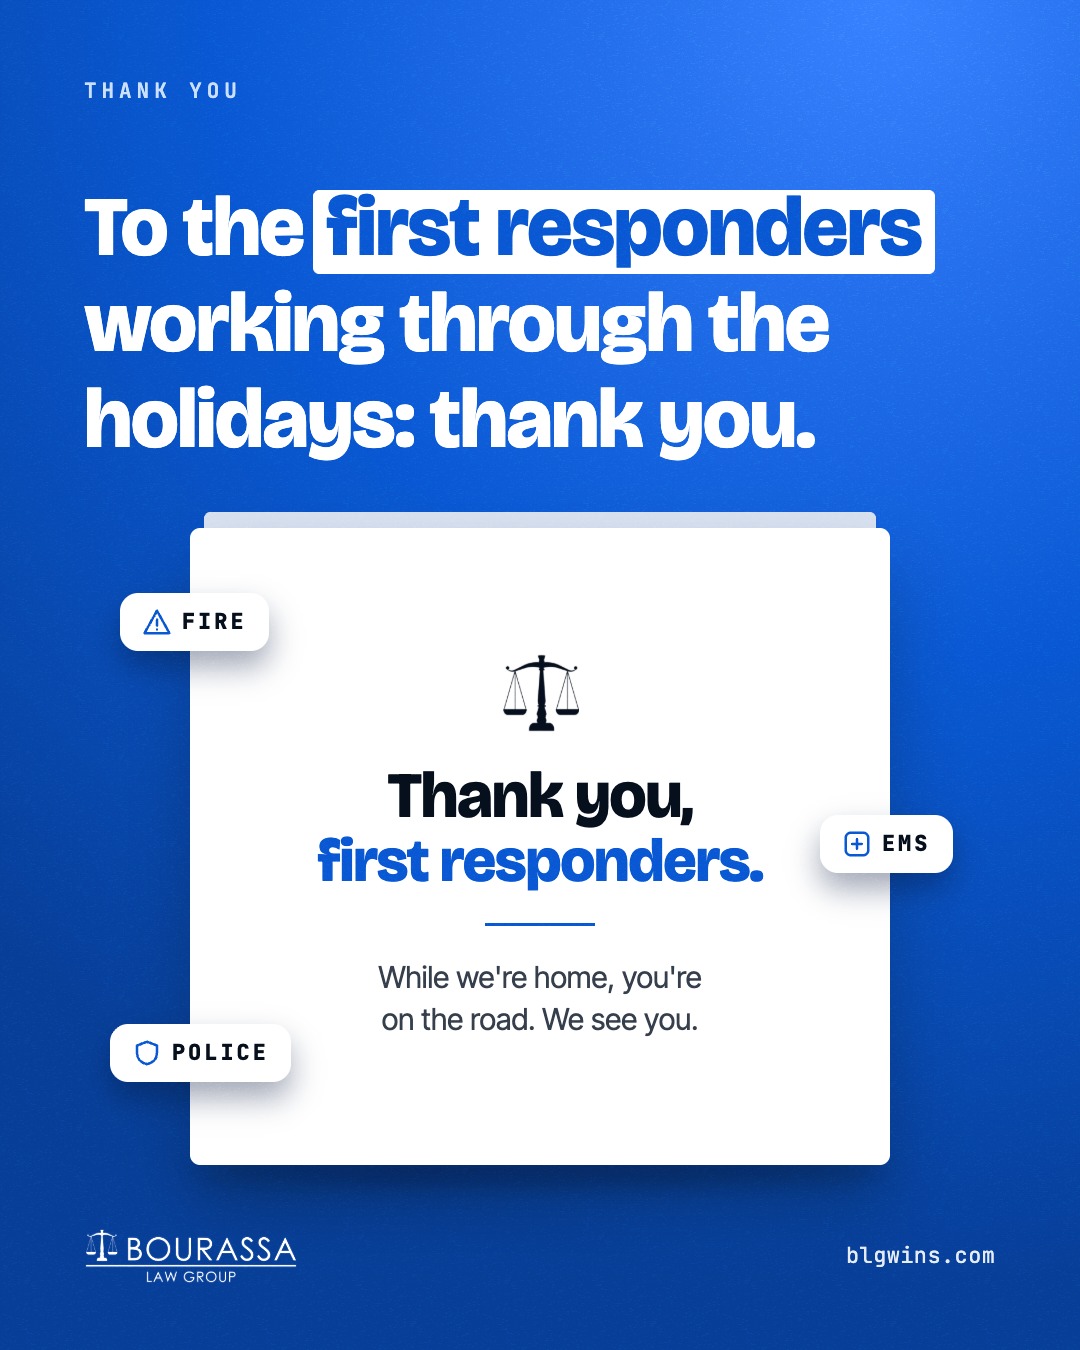 THANK YOU
To the first responders
working through the
holidays: thank you.
FIRE
Thank you,
first responders.
EMS
While we're home, you're
on the road. We see you.
POLICE
BOURASSA
LAW GROUP
blgwins.com